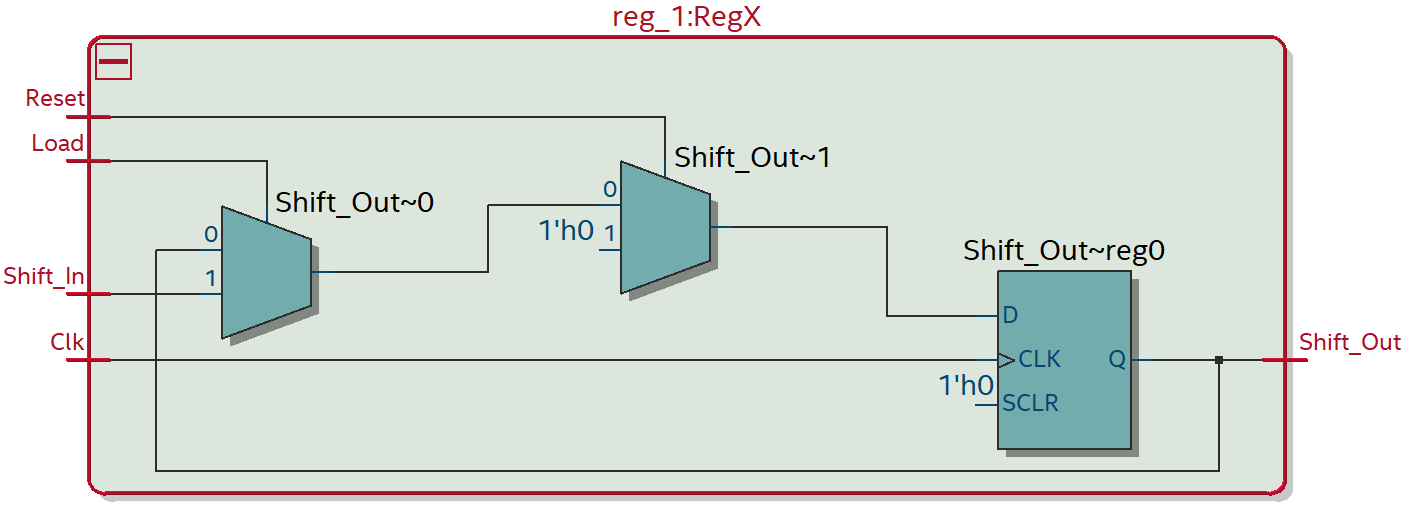 reg_1:RegX
Reset
Load
Shift_Out~1
Shift_Out~0
0
1'h0 1
0
1
Shift_In
Shift_Out~reg0
D
Clk
CLK
Q
Shift_Out
1'h0
SCLR